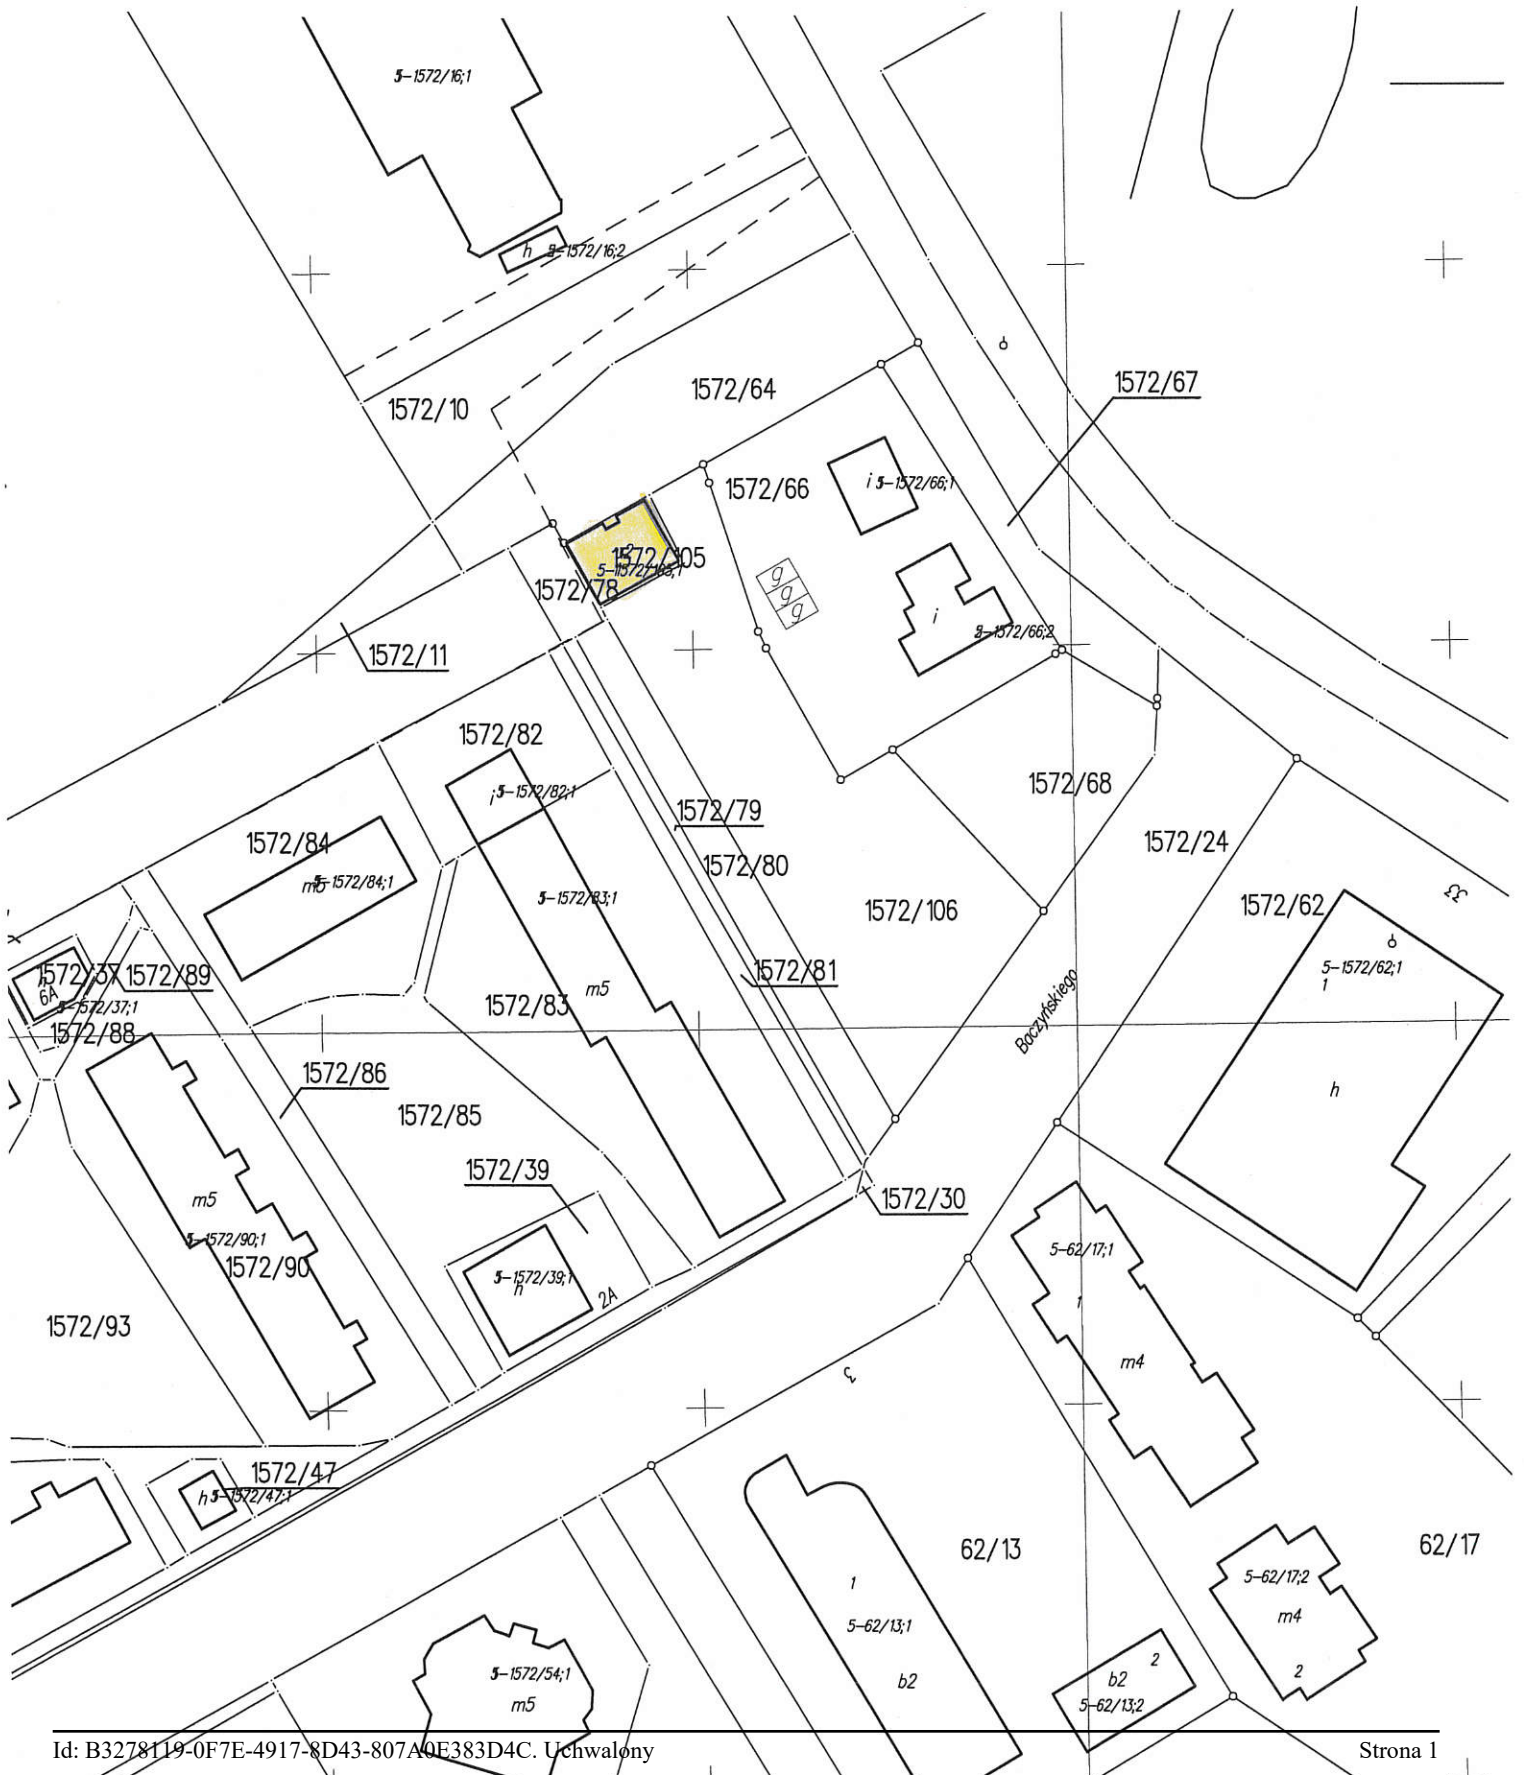 5-1572/16;1
h
5-1572/16;2
1572/67
1572/64
1572/10
i 5-1572/66;1
1572/66
1572/105
1572/78
g
g
g
i
5-1572/66;2
1572/11
1572/82
i 5-1572/82;1
1572/68
1572/79
1572/24
1572/84
m5
5-1572/84;1
1572/80
5-1572/83;1
1572/106
1572/62
33
5-1572/62;1
1
1572/37
1572/89
1572/81
m5
6A
5-1572/37;1
1572/83
1572/88
Baczyńskiego
1572/86
h
1572/85
1572/39
m5
1572/30
5-1572/90;1
5-62/17;1
1572/90
5-1572/39;1
h
2A
1
1572/93
m4
3
1572/47
h 5-1572/47;1
62/13
62/17
1
5-62/17;2
m4
5-62/13;1
2
5-1572/54;1
2
b2
b2
m5
5-62/13;2
Id: B3278119-0F7E-4917-8D43-807A0E383D4C. Uchwalony
Strona 1